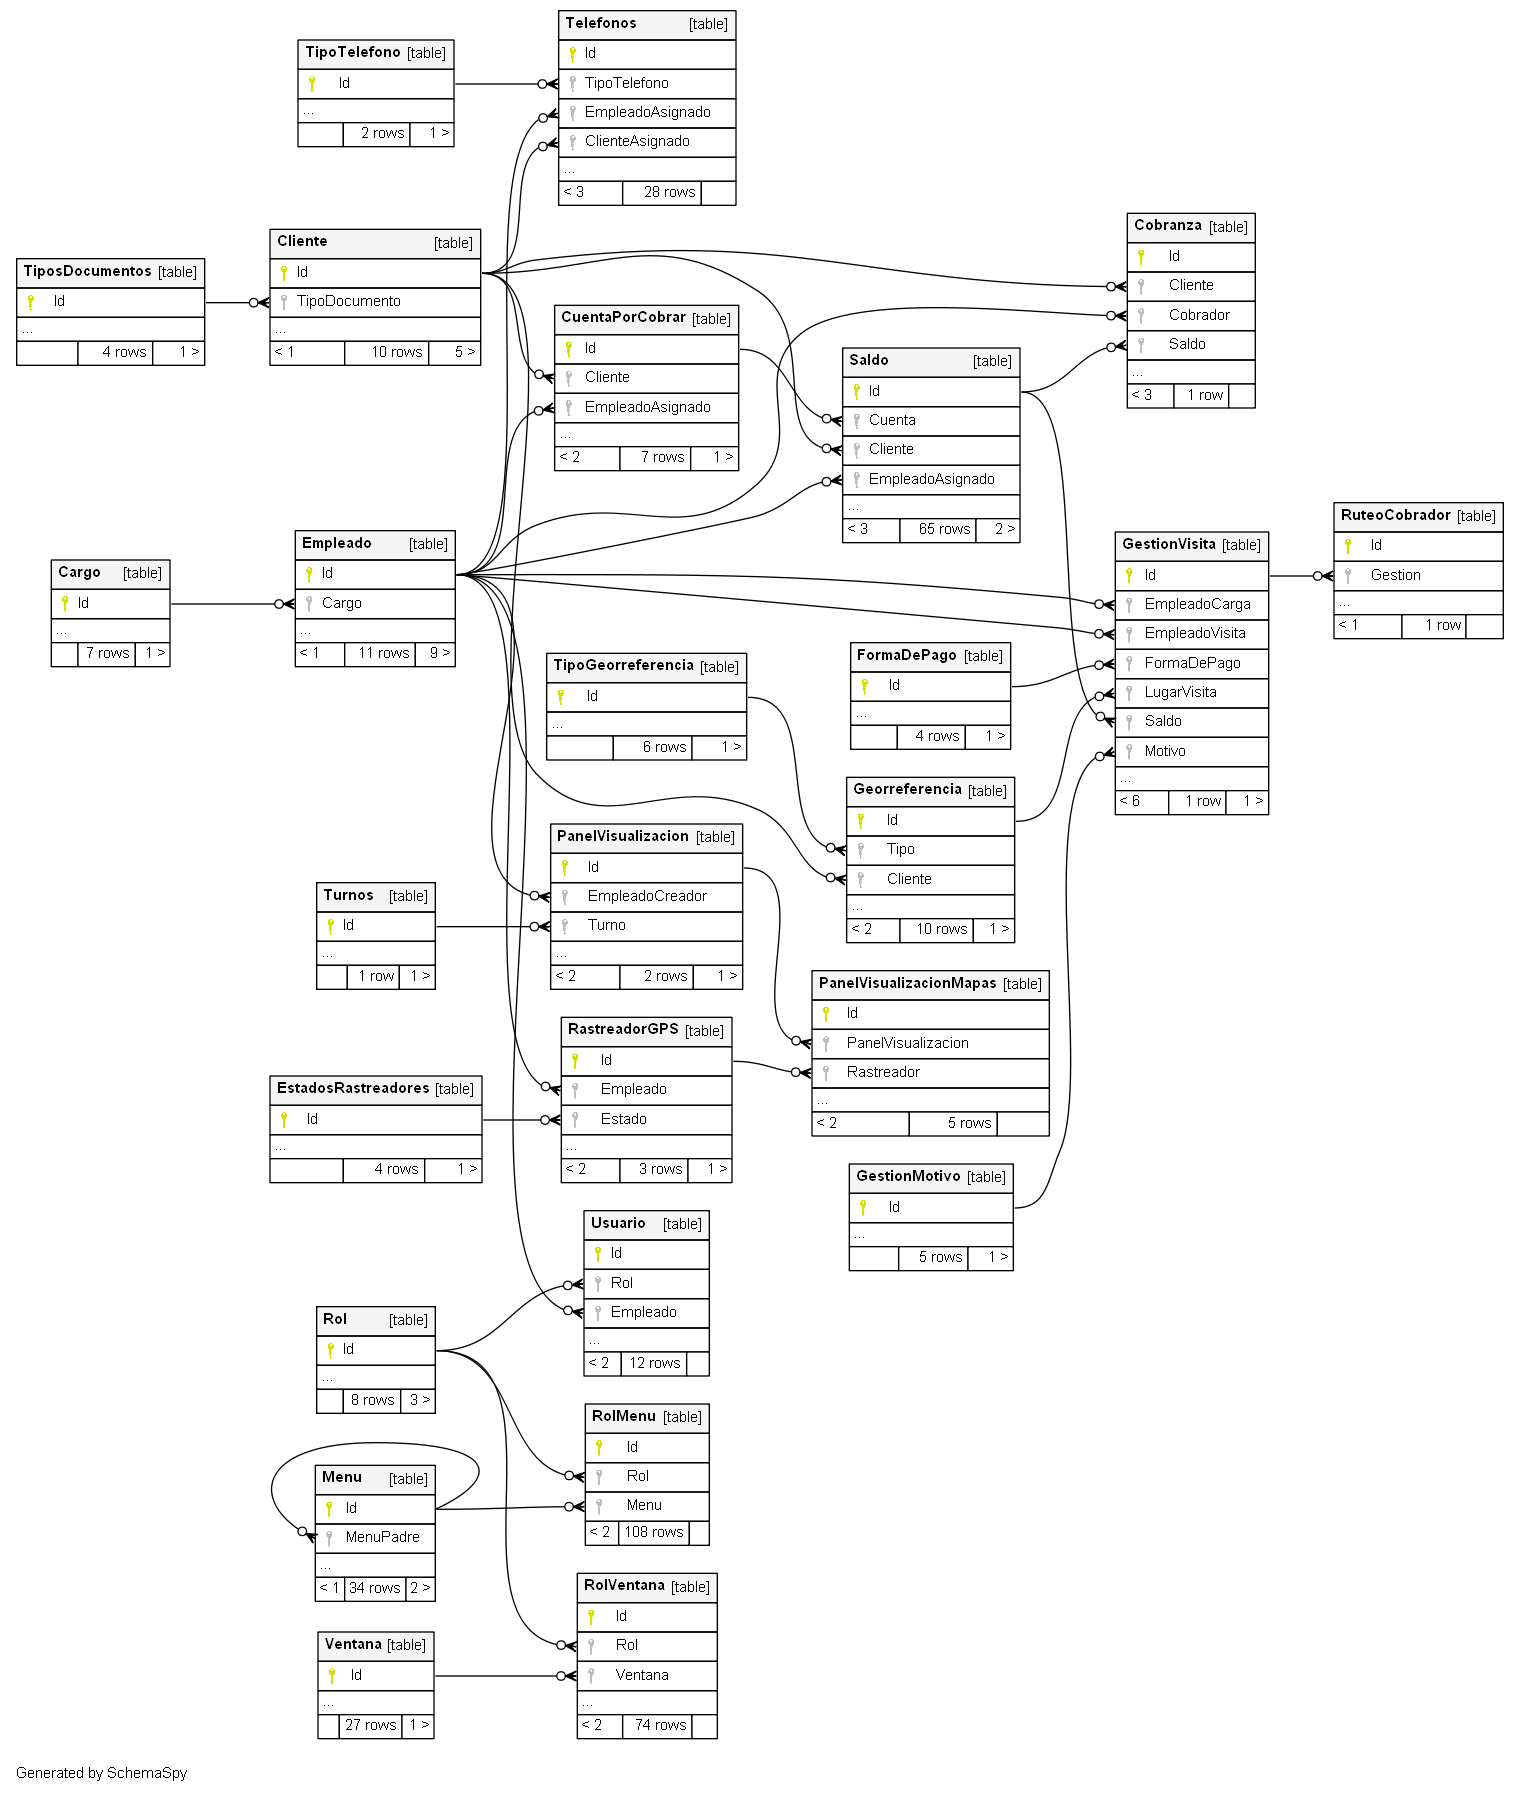 Telefonos [table]
Id
TipoTelefono
EmpleadoAsignado
ClienteAsignado
...
< 3 28 rows
TipoTelefono [table]
Id
...
2 rows 1 >
Cliente [table]
Id
TipoDocumento
...
< 1 10 rows 5 >
TiposDocumentos [table]
Id
...
4 rows 1 >
CuentaPorCobrar [table]
Id
Cliente
EmpleadoAsignado
...
< 2 7 rows 1 >
Saldo [table]
Id
Cuenta
Cliente
EmpleadoAsignado
...
< 3 65 rows 2 >
Cobranza [table]
Id
Cliente
Cobrador
Saldo
...
< 3 1 row
Empleado [table]
Id
Cargo
...
< 1 11 rows 9 >
Cargo [table]
Id
...
7 rows 1 >
GestionVisita [table]
Id
EmpleadoCarga
EmpleadoVisita
FormaDePago
LugarVisita
Saldo
Motivo
...
< 6 1 row 1 >
RuteoCobrador [table]
Id
Gestion
...
< 1 1 row
TipoGeorreferencia [table]
Id
...
6 rows 1 >
FormaDePago [table]
Id
...
4 rows 1 >
Georreferencia [table]
Id
Tipo
Cliente
...
< 2 10 rows 1 >
PanelVisualizacion [table]
Id
EmpleadoCreador
Turno
...
< 2 2 rows 1 >
Turnos [table]
Id
...
1 row 1 >
PanelVisualizacionMapas [table]
Id
PanelVisualizacion
Rastreador
...
< 2 5 rows
RastreadorGPS [table]
Id
Empleado
Estado
...
< 2 3 rows 1 >
EstadosRastreadores [table]
Id
...
4 rows 1 >
GestionMotivo [table]
Id
...
5 rows 1 >
Usuario [table]
Id
Rol
Empleado
...
< 2 12 rows
Rol [table]
Id
...
8 rows 3 >
RolMenu [table]
Id
Rol
Menu
< 2 108 rows
Menu [table]
Id
MenuPadre
...
< 1 34 rows 2 >
RolVentana [table]
Id
Rol
Ventana
...
< 2 74 rows
Ventana [table]
Id
...
27 rows 1 >
Generated by SchemaSpy